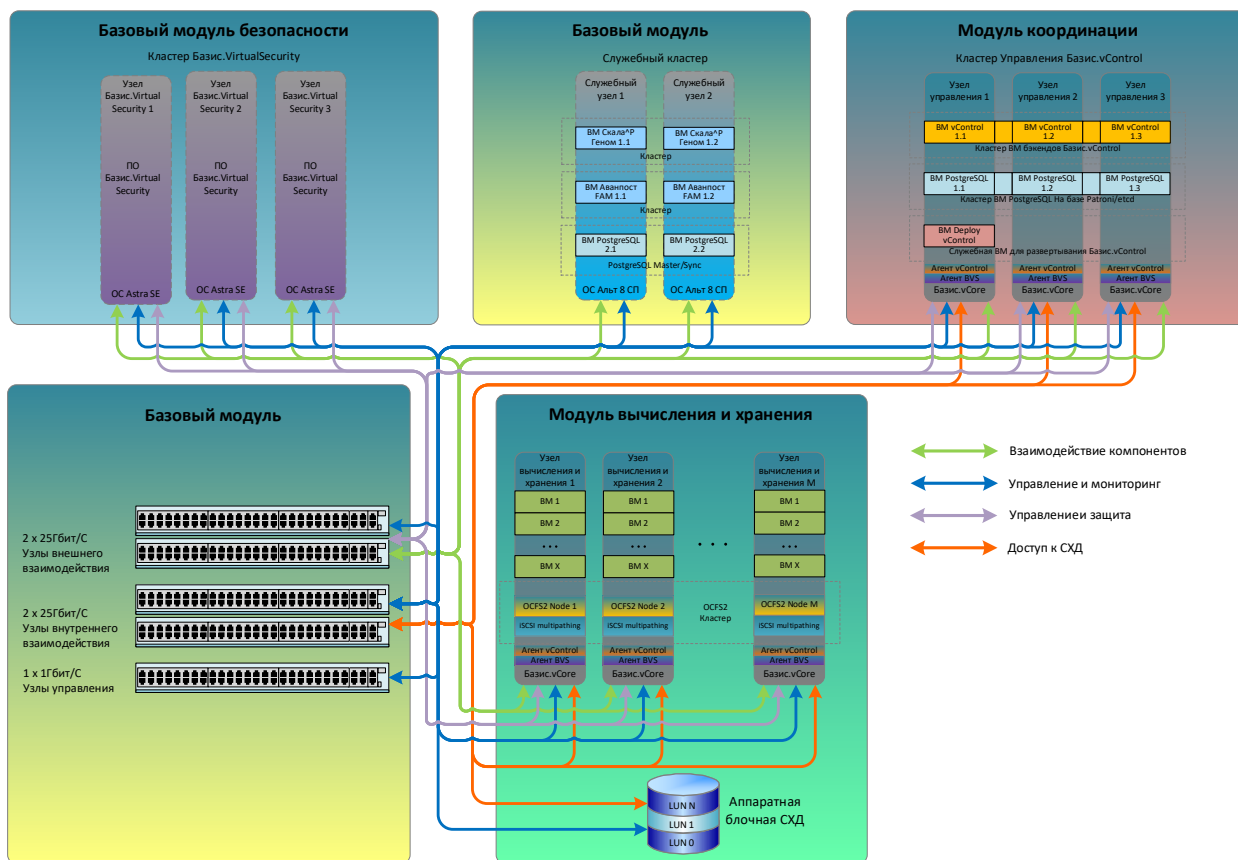 Базовый модуль безопасности
Кластер Базис.VirtualSecurity
Узел
Базис.Virtual
Security 1
ПО
Базис.Virtual
Security
ОС Astra SE
Узел
Базис.Virtual
Security 2
ПО
Базис.Virtual
Security
ОС Astra SE
Узел
Базис.Virtual
Security 3
ПО
Базис.Virtual
Security
ОС Astra SE
Базовый модуль
Служебный кластер
Служебный
узел 1
Служебный
узел 2
ВМ Скала^Р
Геном 1.1
ВМ Скала^Р
Геном 1.2
Кластер
ВМ Аванпост
FAM 1.1
ВМ Аванпост
FAM 1.2
Кластер
ВМ PostgreSQL
2.1
ВМ PostgreSQL
2.2
PostgreSQL Master/Sync
ОС Альт 8 СП
ОС Альт 8 СП
Модуль координации
Кластер Управления Базис.vControl
Узел
управления 1
Узел
управления 2
Узел
управления 3
ВМ vControl
1.1
ВМ vControl
1.2
ВМ vControl
1.3
Кластер ВМ бэкендов Базис.vControl
ВМ PostgreSQL
1.1
ВМ PostgreSQL
1.2
ВМ PostgreSQL
1.3
Кластер ВМ PostgreSQL На базе Patroni/etcd
ВМ Deploy
vControl
Служебная ВМ для развертывания Базис.vControl
Агент vControl
Агент BVS
Базис.vCore
Агент vControl
Агент BVS
Базис.vCore
Агент vControl
Агент BVS
Базис.vCore
Базовый модуль
2 x 25Гбит/С
Узлы внешнего
взаимодействия
2 x 25Гбит/С
Узлы внутреннего
взаимодействия
1 x 1Гбит/С
Узлы управления
Модуль вычисления и хранения
Узел
вычисления и
хранения 1
ВМ 1
ВМ 2
...
ВМ X
OCFS2 Node 1
ISCSI multipathing
Агент vControl
Агент BVS
Базис.vCore
Узел
вычисления и
хранения 2
ВМ 1
ВМ 2
...
ВМ X
OCFS2 Node 2
ISCSI multipathing
Агент vControl
Агент BVS
Базис.vCore
. . .
OCFS2
Кластер
Узел
вычисления и
хранения M
ВМ 1
ВМ 2
...
ВМ X
OCFS2 Node M
ISCSI multipathing
Агент vControl
Агент BVS
Базис.vCore
LUN N
LUN 1
LUN 0
Аппаратная
блочная СХД
Взаимодействие компонентов
Управление и мониторинг
Управлениеи защита
Доступ к СХД